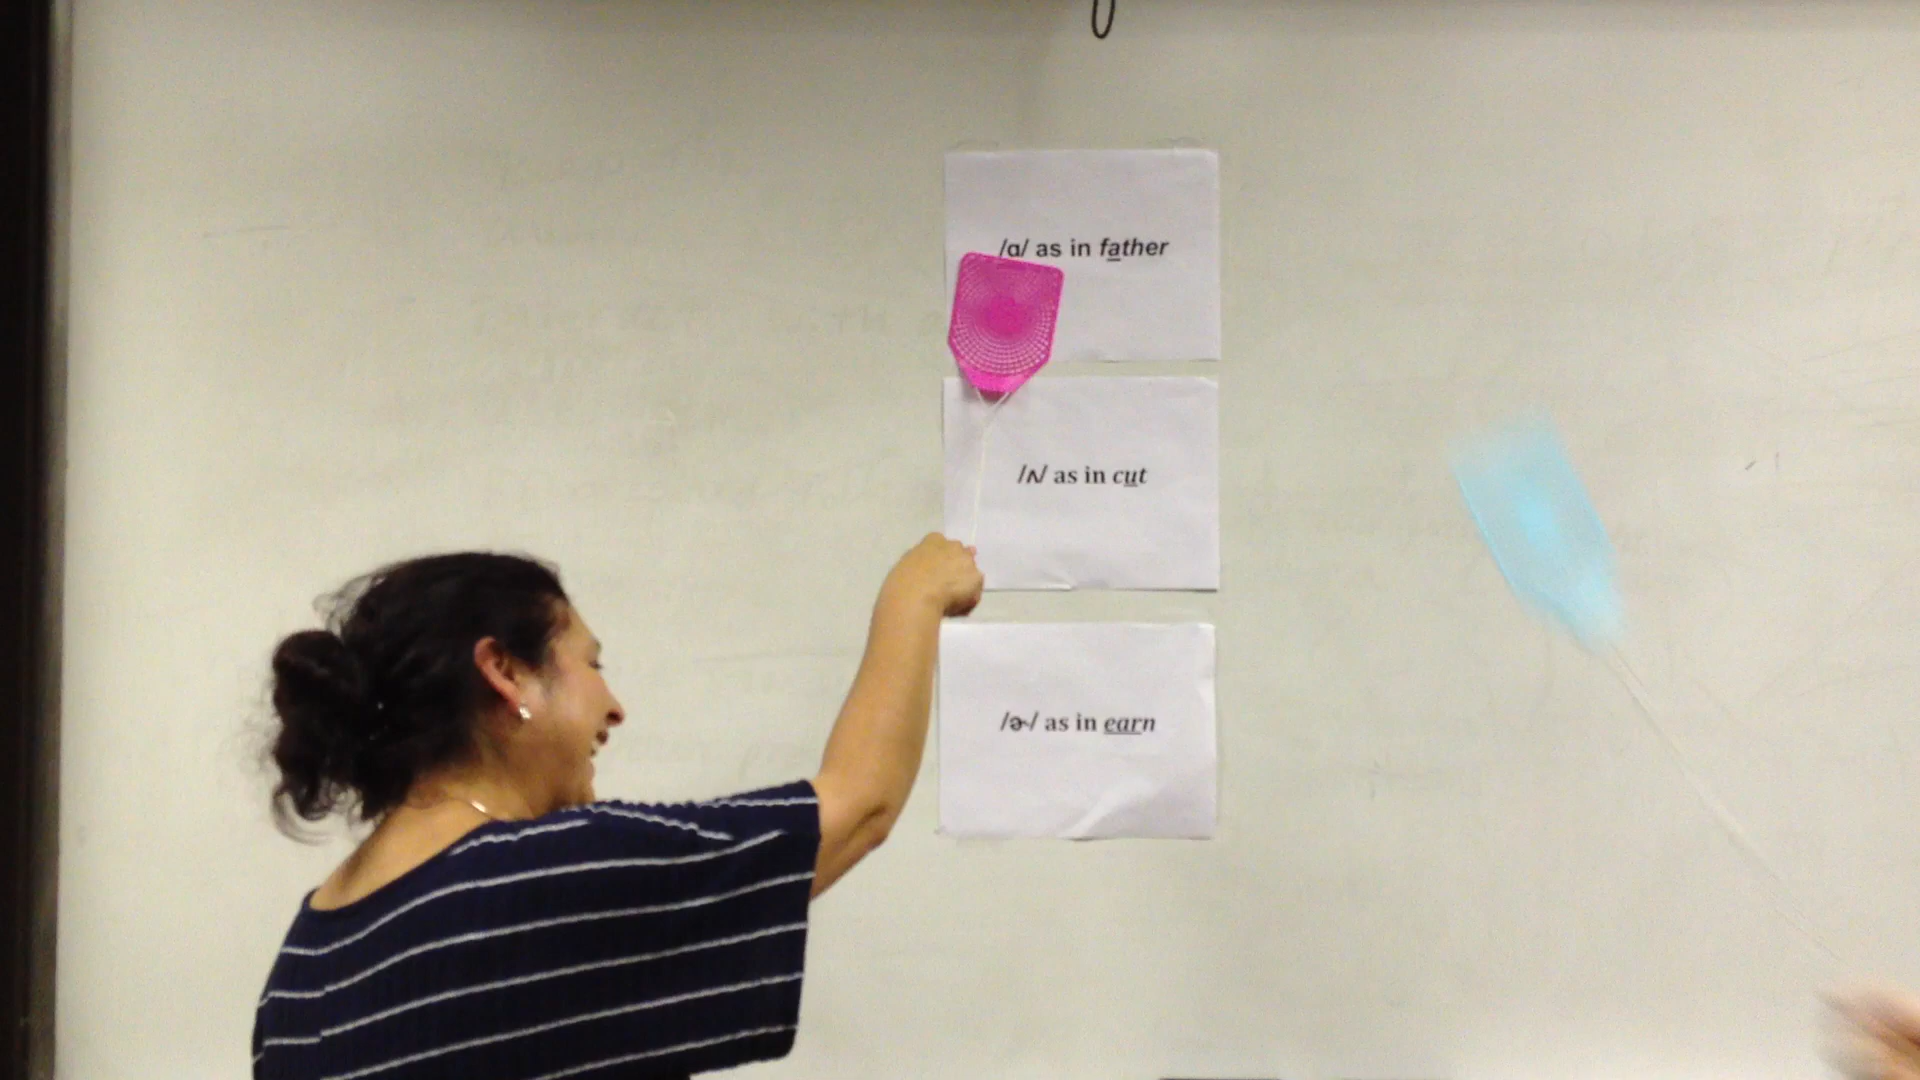 /ɑ/ as in father
/ʌ/ as in cut
/ɚ/ as in earn